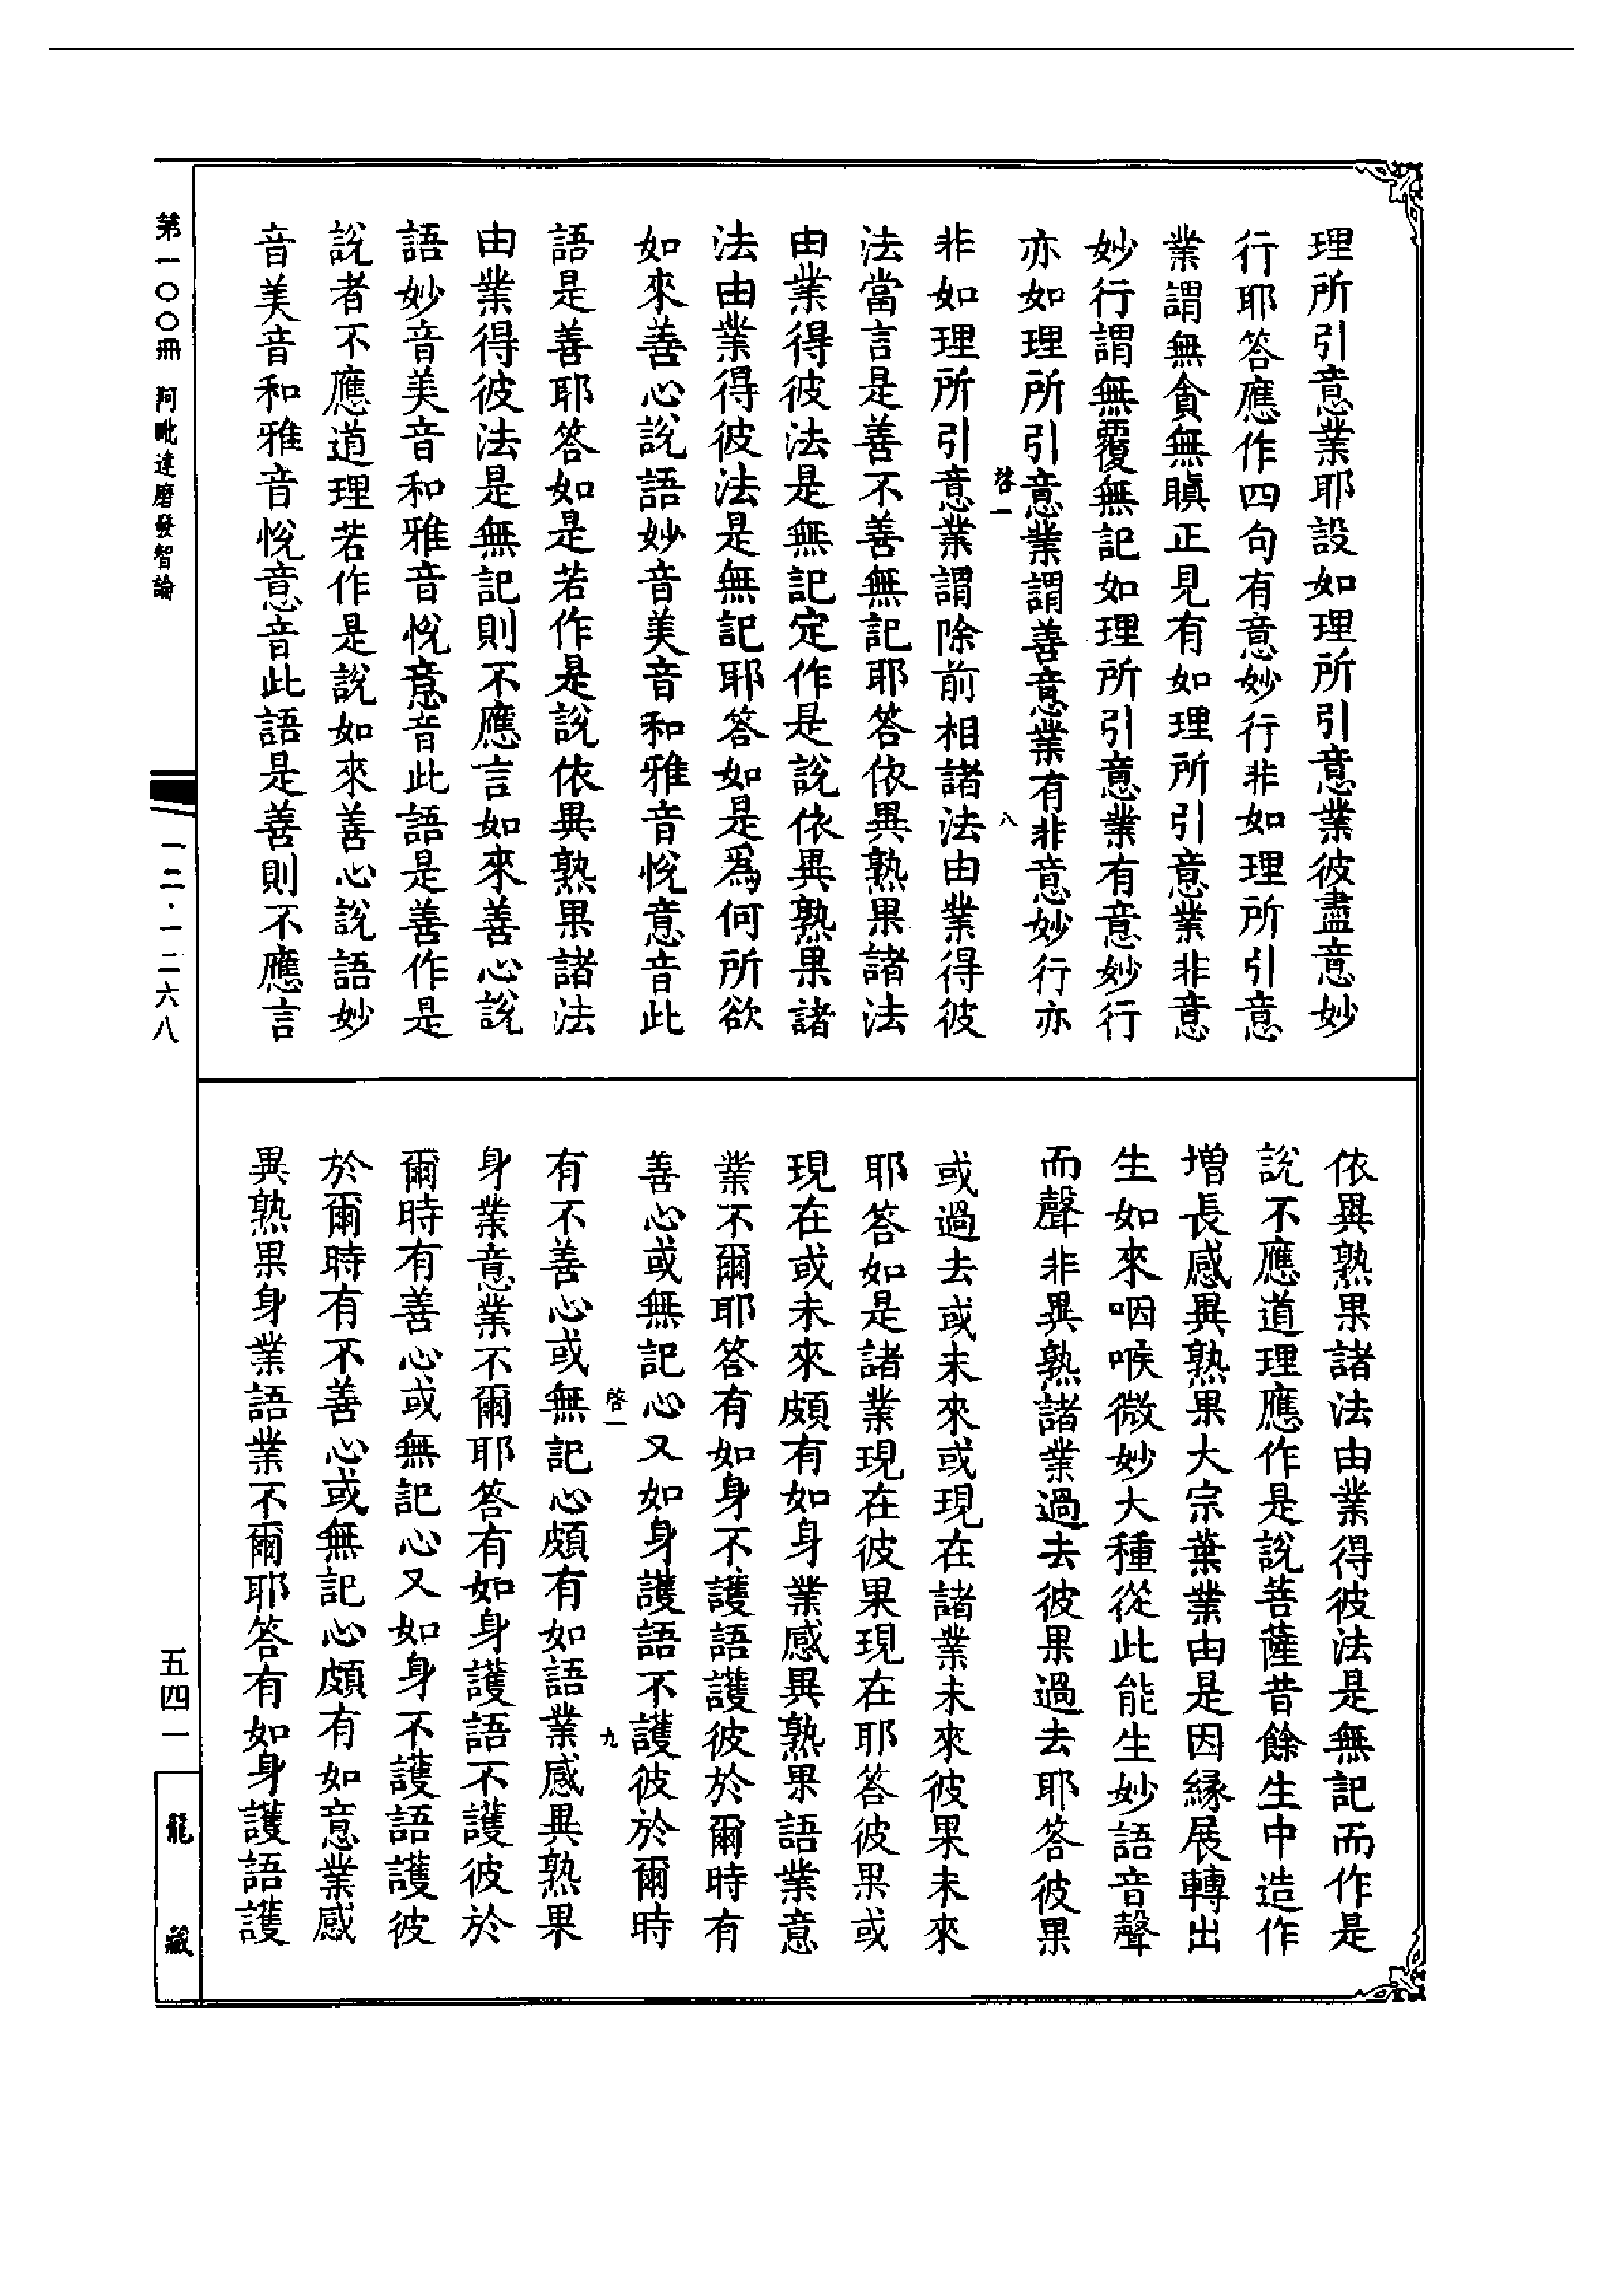 理所引意業耶設如理所引意業彼盡意妙
行耶答應作四句有意妙行非如理所引意
業謂無貪無瞋正見有如理所引意業非意
妙行謂無覆無記如理所引意業有意妙行
亦如理所引意業謂善意業有非意妙行亦
啓一
八
非如理所引意業謂除前相諸法由業得彼
法當言是善不善無記耶答依異熟果諸法
由業得彼法是無記定作是說依異熟果諸
法由業得彼法是無記耶答如是爲何所欲
如來善心說語妙音美音和雅音悅意音此
語是善耶答如是若作是說依異熟果諸法
由業得彼法是無記則不應言如來善心說
語妙音美音和雅音悅意音此語是善作是
說者不應道理若作是說如來善心說語妙
音美音和雅音悅意音此語是善則不應言
依異熟果諸法由業得彼法是無記而作是
說不應道理應作是說菩薩昔餘生中造作
增長感異熟果大宗葉業由是因緣展轉出
生如來咽喉微妙大種從此能生妙語音聲
而聲非異熟諸業過去彼果過去耶答彼果
或過去或未來或現在諸業未來彼果未來
耶答如是諸業現在彼果現在耶答彼果或
現在或未來頗有如身業感異熟果語業意
業不爾耶答有如身不護語護彼於爾時有
善心或無記心又如身護語不護彼於爾時
啓一
九
有不善心或無記心頗有如語業感異熟果
身業意業不爾耶答有如身護語不護彼於
爾時有善心或無記心又如身不護語護彼
於爾時有不善心或無記心頗有如意業感
異熟果身業語業不爾耶答有如身護語護
第一〇〇冊 阿毗達磨發智論
一二·一二六八
五四一
龍藏